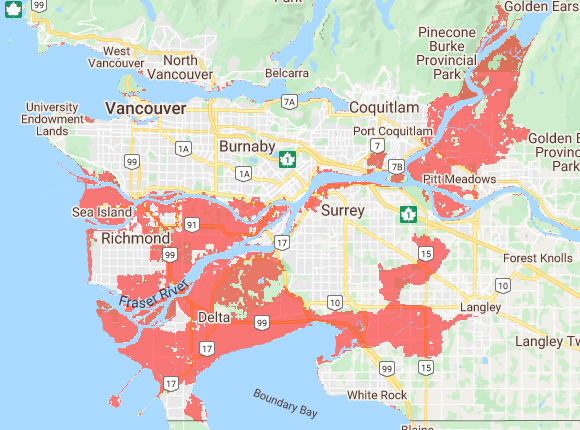 99
Park
Golden Ears
West
Vancouver
North
Vancouver
Belcarra
Pinecone
Burke
Provincial
Park
University
Endowment
Lands
Vancouver
7A
Coquitlam
Port Coquitlam
Burnaby
1
1A
7
99
1A
7B
Golden E
Provinc
Park
Pitt Meadows
Sea Island
Surrey
1
91
Richmond
99
17
15
Forest Knolls
Fraser River
10
10
Langley
Delta
99
17
Langley Tw
99
15
17
White Rock
Boundary Bay
Blaine